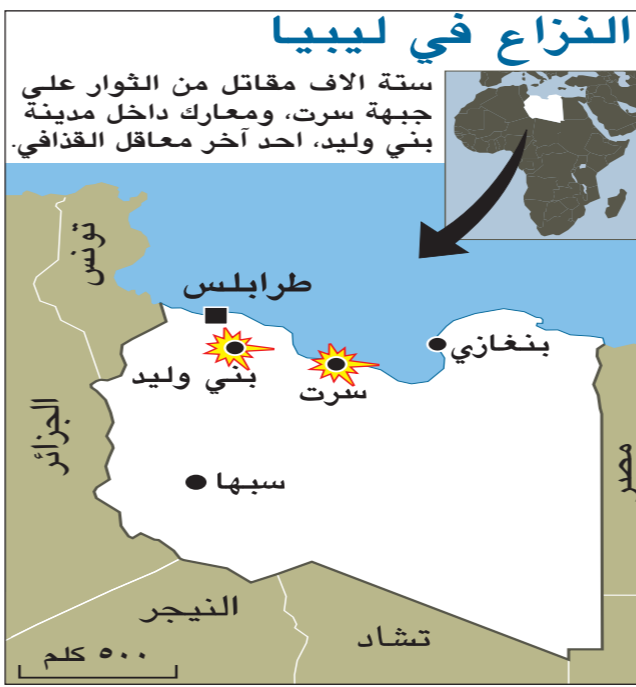 النزاع في ليبيا
ستة الاف مقاتل من الثوار على
جبهة سرت، ومعارك داخل مدينة
بني وليد، احد آخر معاقل القذافي.
تونس
طرابلس
بنغازي
بني وليد
سرت
الجزائر
مصر
سبها
النيجر
تشاد
٥٠٠ كلم